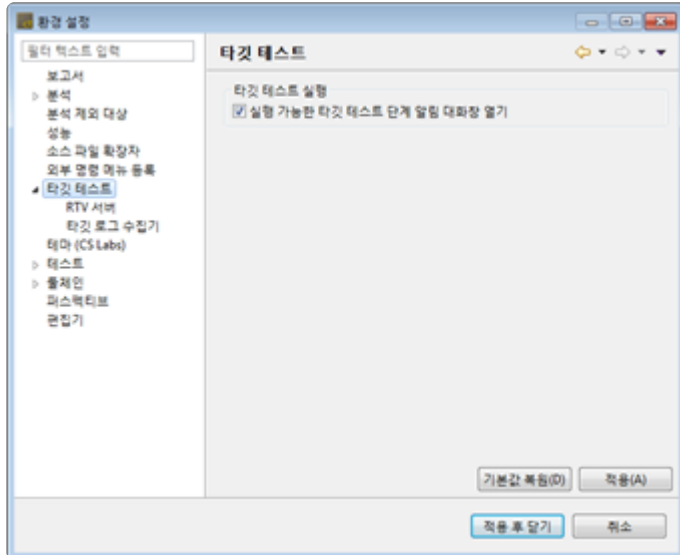 환경 설정
필터 텍스트 입력
보고서
분석
분석 제외 대상
성능
소스 파일 확장자
외부 명령 메뉴 등록
타깃 테스트
RTV 서버
타깃 로그 수집기
테마 (CS Labs)
테스트
툴체인
퍼스펙티브
편집기
타깃 테스트
타깃 테스트 실행
실행 가능한 타깃 테스트 단계 알림 대화창 열기
기본값 복원(D) 적용(A)
적용 후 닫기 취소